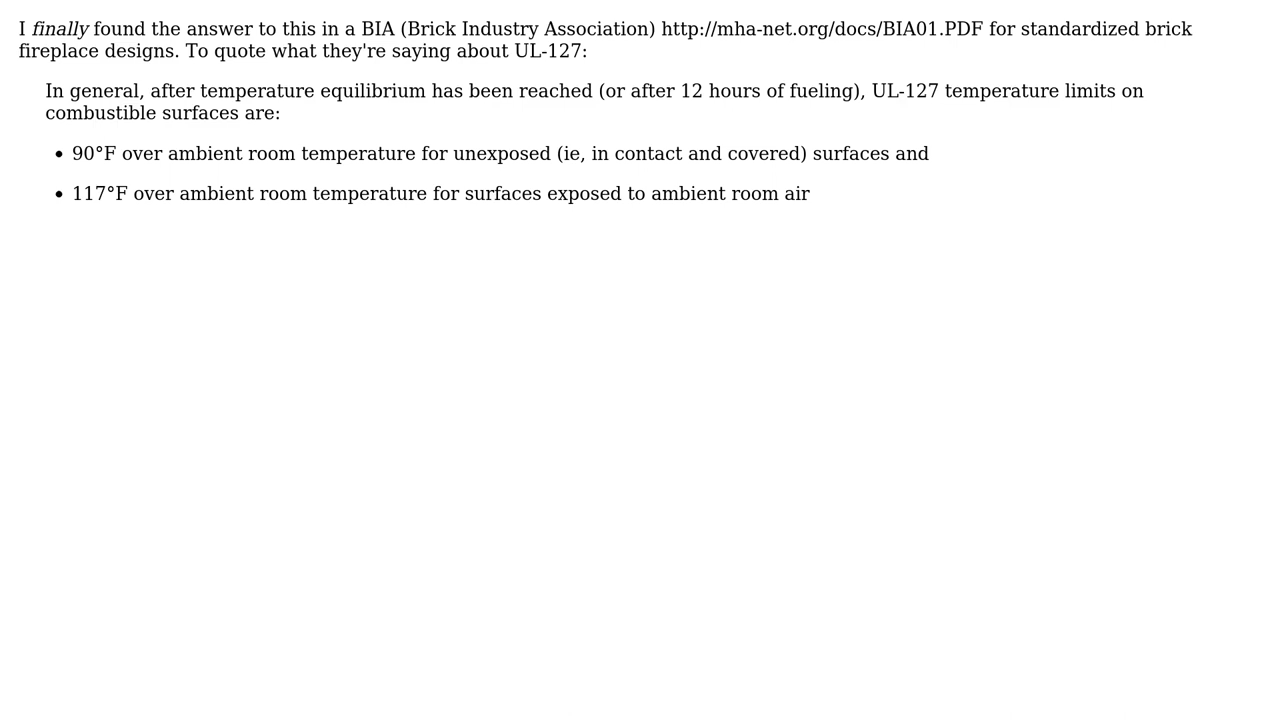 I finally found the answer to this in a BIA (Brick Industry Association) http://mha-net.org/docs/BIA01.PDF for standardized brick
fireplace designs. To quote what they're saying about UL-127:
In general, after temperature equilibrium has been reached (or after 12 hours of fueling), UL-127 temperature limits on
combustible surfaces are:
• 90°F over ambient room temperature for unexposed (ie, in contact and covered) surfaces and
• 117°F over ambient room temperature for surfaces exposed to ambient room air